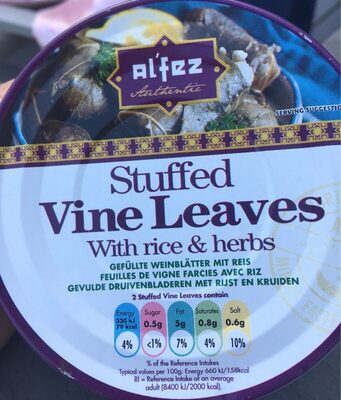 AL'FEZ
Authentic
SERVING SUGGESTION
Stuffed
Vine Leaves
With rice & herbs
GEFÜLLTE WEINBLÄTTER MIT REIS
FEUILLES DE VIGNE FARCIES AVEC RIZ
GEVULDE DRUIVENBLADEREN MET RIJST EN KRUIDEN
2 Stuffed Vine Leaves contain
Energy Sugar Fat Saturates Salt
330 kJ 79 kcal 0.5g 5g 0.8g 0.6g
4% <1% 7% 4% 10%
% of the Reference Intakes
Typical values per 100g: Energy 660 kJ/158kcal
RI = Reference Intake of an average
adult (8400 kJ/2000 kcal).